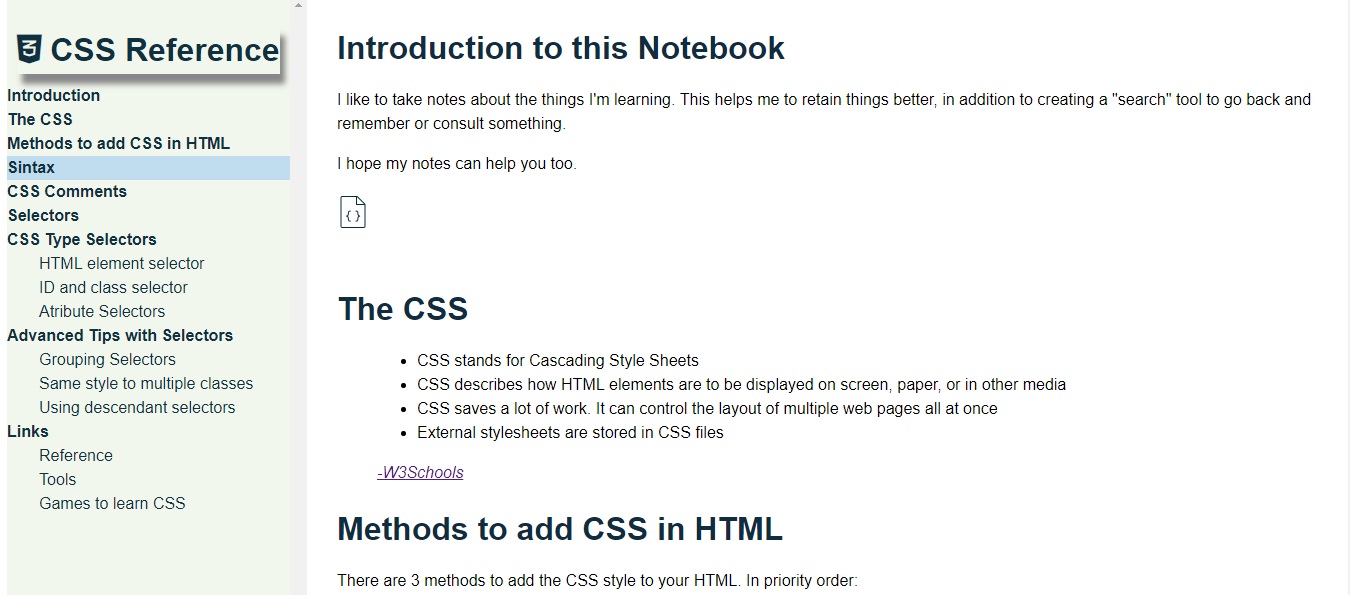 CSS Reference
Introduction
The CSS
Methods to add CSS in HTML
Sintax
CSS Comments
Selectors
CSS Type Selectors
HTML element selector
ID and class selector
Atribute Selectors
Advanced Tips with Selectors
Grouping Selectors
Same style to multiple classes
Using descendant selectors
Links
Reference
Tools
Games to learn CSS
Introduction to this Notebook
I like to take notes about the things I'm learning. This helps me to retain things better, in addition to creating a "search" tool to go back and
remember or consult something.
I hope my notes can help you too.
{ }
The CSS
• CSS stands for Cascading Style Sheets
• CSS describes how HTML elements are to be displayed on screen, paper, or in other media
• CSS saves a lot of work. It can control the layout of multiple web pages all at once
• External stylesheets are stored in CSS files
-W3Schools
Methods to add CSS in HTML
There are 3 methods to add the CSS style to your HTML. In priority order: